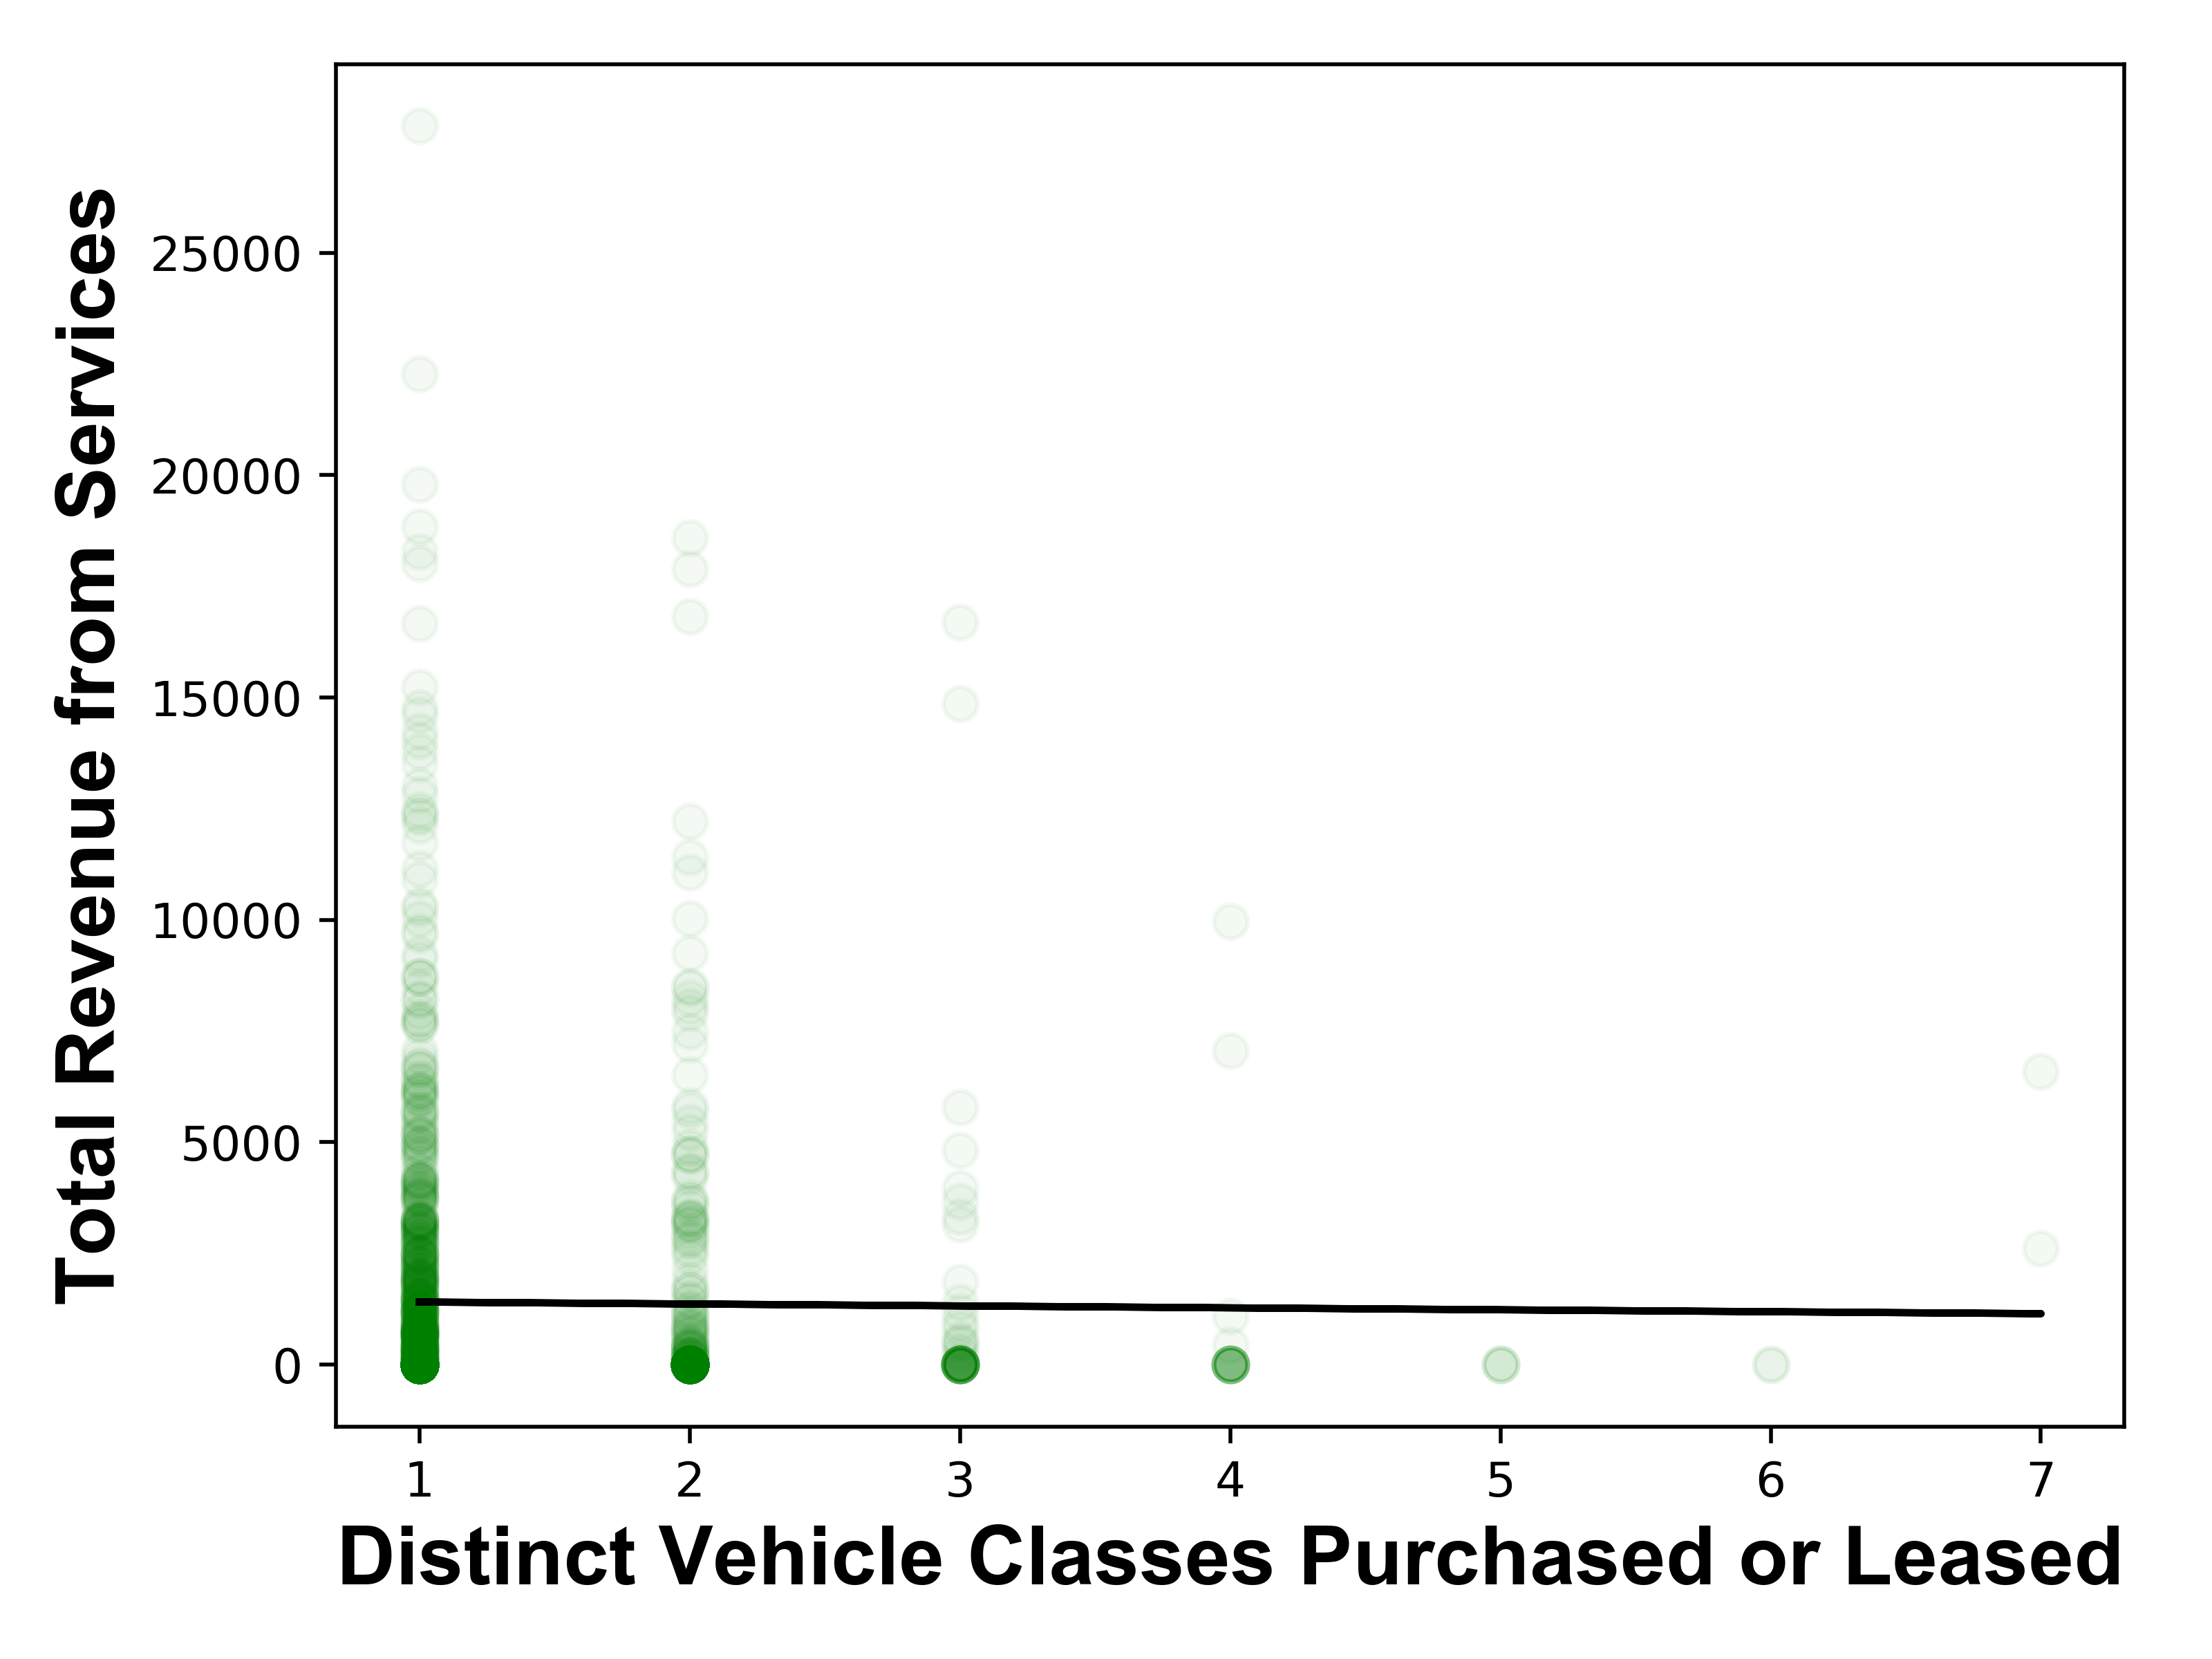 Total Revenue from Services
25000
20000
15000
10000
5000
0
1 2 3 4 5 6 7
Distinct Vehicle Classes Purchased or Leased